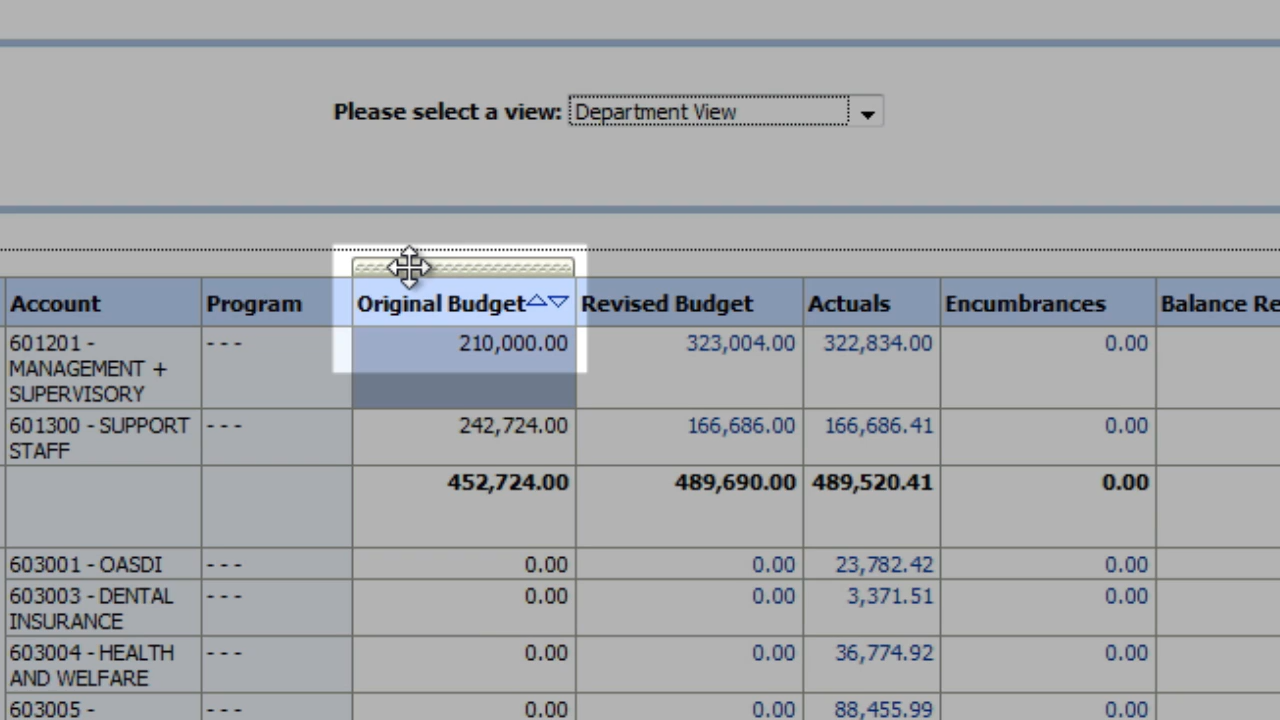 Please select a view: Department View
Account Program Original Budget Revised Budget Actuals Encumbrances Balance Re
601201 - --- 210,000.00 323,004.00 322,834.00 0.00
MANAGEMENT +
SUPERVISORY
601300 - SUPPORT --- 242,724.00 166,686.00 166,686.41 0.00
STAFF
452,724.00 489,690.00 489,520.41 0.00
603001 - OASDI --- 0.00 0.00 23,782.42 0.00
603003 - DENTAL --- 0.00 0.00 3,371.51 0.00
INSURANCE
603004 - HEALTH --- 0.00 0.00 36,774.92 0.00
AND WELFARE
603005 - --- 0.00 0.00 88,455.99 0.00